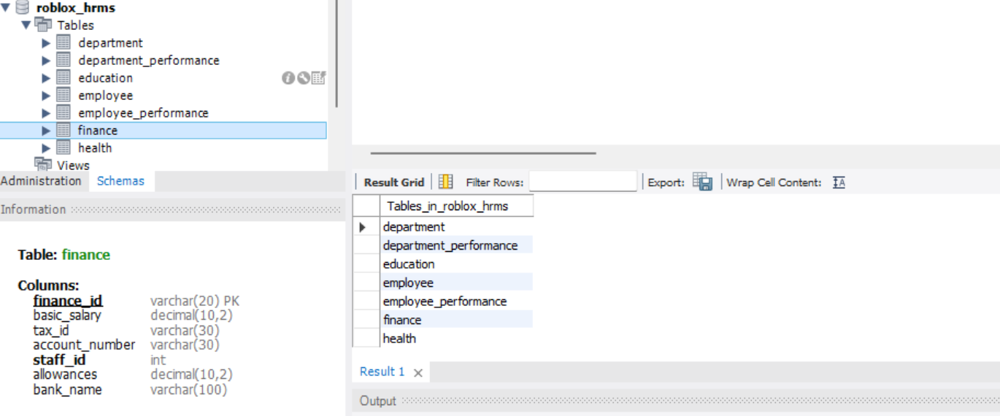 roblox_hrms
Tables
department
department_performance
education
employee
employee_performance
finance
health
Views
Administration Schemas
Information
Table: finance
Columns:
finance_id varchar(20) PK
basic_salary decimal(10,2)
tax_id varchar(30)
account_number varchar(30)
staff_id int
allowances decimal(10,2)
bank_name varchar(100)
Result Grid Filter Rows: Export: Wrap Cell Content: IA
Tables_in_roblox_hrms
department
department_performance
education
employee
employee_performance
finance
health
Result 1 ×
Output